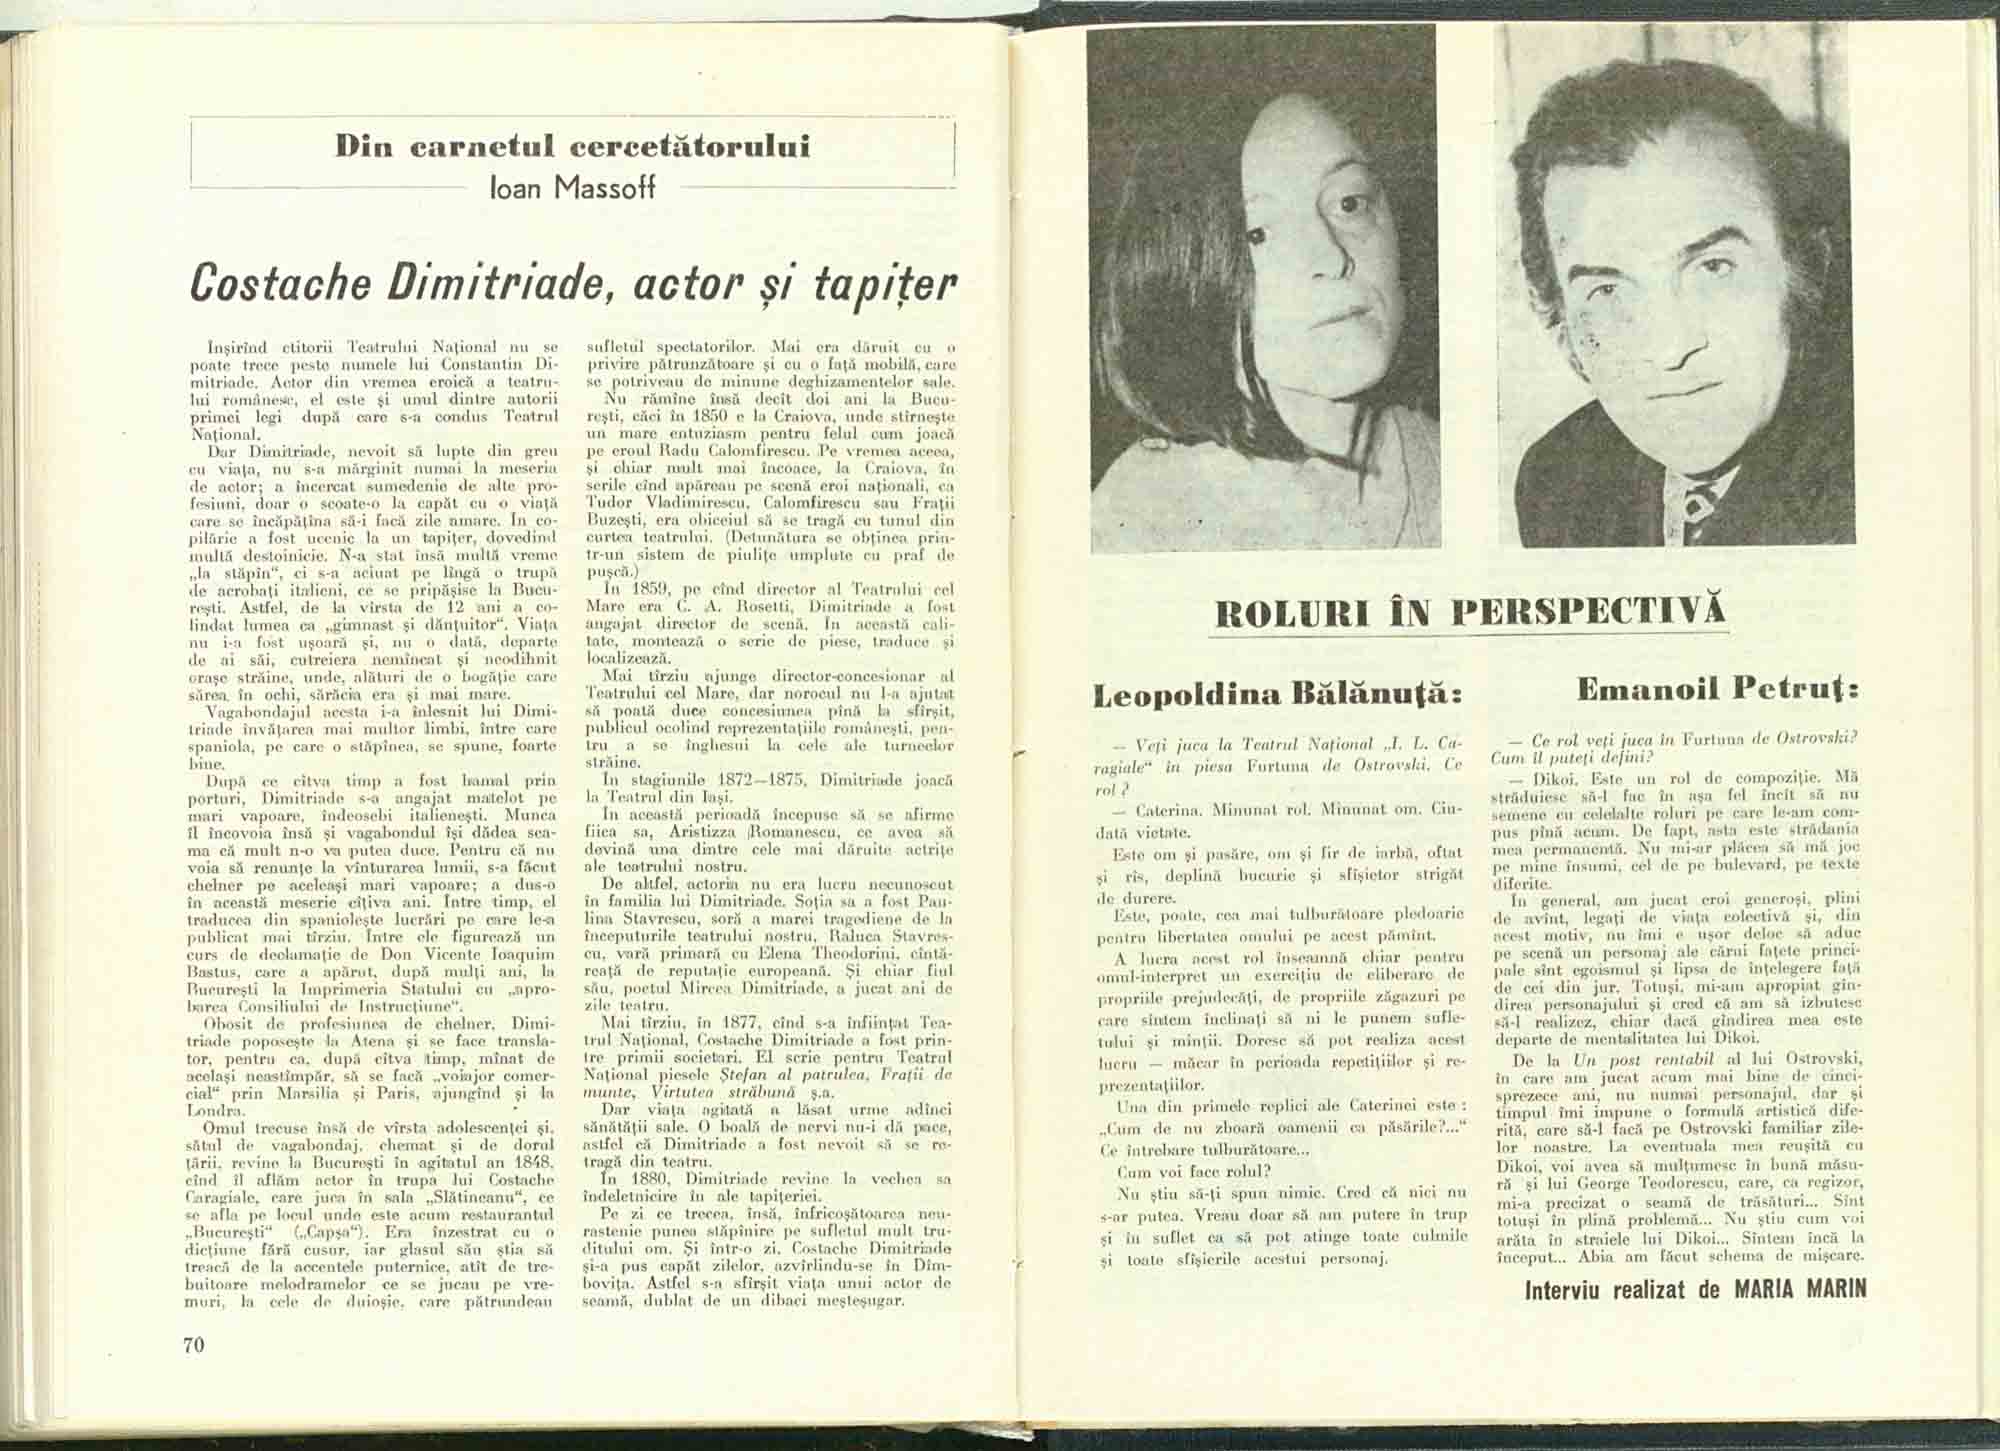 Din carnetul cercetătorului
Ioan Massoff
Costache Dimitriade, actor și tapițer
Inșirînd ctitorii Teatrului Național nu se
poate trece peste numele lui Constantin Di-
mitriade. Actor din vremea eroică a teatru-
lui românesc, el este și unul dintre autorii
primei legi după care s-a condus Teatrul
Național.
Dar Dimitriade, nevoit să lupte din greu
cu viața, nu s-a mărginit numai la meseria
de actor; a încercat sumedenie de alte pro-
fesiuni, doar o scoate-o la capăt cu o viață
care se încăpățîna să-i facă zile amare. In co-
pilărie a fost ucenic la un tapițer, dovedind
multă destoinicie. N-a stat însă multă vreme
„la stăpîn“, ci s-a aciuat pe lîngă o trupă
de acrobați italieni, ce se pripășise la Bucu-
rești. Astfel, de la vîrsta de 12 ani a co-
lindat lumea ca „gimnast și dănțuitor“. Viața
nu i-a fost ușoară și, nu o dată, departe
de ai săi, cutreiera nemîncat și neodihnit
orașe străine, unde, alături de o bogăție care
sărea în ochi, sărăcia era și mai mare.
Vagabondajul acesta i-a înlesnit lui Dimi-
triade învățarea mai multor limbi, între care
spaniola, pe care o stăpînea, se spune, foarte
bine.
După ce cîtva timp a fost hamal prin
porturi, Dimitriade s-a angajat matelot pe
mari vapoare, îndeosebi italienești. Munca
îl încovoia însă și vagabondul își dădea sea-
ma că mult n-o va putea duce. Pentru că nu
voia să renunțe la vînturarea lumii, s-a făcut
chelner pe aceleași mari vapoare; a dus-o
în această meserie cîțiva ani. Intre timp, el
traducea din spaniolește lucrări pe care le-a
publicat mai tîrziu. Intre ele figurează un
curs de declamație de Don Vicente Ioaquim
Bastus, care a apărut, după mulți ani, la
București la Imprimeria Statului cu „apro-
barea Consiliului de Instrucțiune“.
Obosit de profesiunea de chelner, Dimi-
triade poposește la Atena și se face transla-
tor, pentru ca, după cîtva timp, mînat de
același neastîmpăr, să se facă „voiajor comer-
cial“ prin Marsilia și Paris, ajungînd și la
Londra.
Omul trecuse însă de vîrsta adolescenței și,
sătul de vagabondaj, chemat și de dorul
țării, revine la București în agitatul an 1848,
cînd îl aflăm actor în trupa lui Costache
Caragiale, care juca în sala „Slătineanu“, ce
se afla pe locul unde este acum restaurantul
„București“ („Capșa“). Era înzestrat cu o
dicțiune fără cusur, iar glasul său știa să
treacă de la accentele puternice, atît de tre-
buitoare melodramelor ce se jucau pe vre-
muri, la cele de duioșie, care pătrundeau
sufletul spectatorilor. Mai era dăruit cu o
privire pătrunzătoare și cu o față mobilă, care
se potriveau de minune deghizamentelor sale.
Nu rămîne însă decît doi ani la Bucu-
rești, căci în 1850 e la Craiova, unde stîrnește
un mare entuziasm pentru felul cum joacă
pe eroul Radu Calomfirescu. Pe vremea aceea,
și chiar mult mai încoace, la Craiova, în
serile cînd apăreau pe scenă eroi naționali, ca
Tudor Vladimirescu, Calomfirescu sau Frații
Buzești, era obiceiul să se tragă cu tunul din
curtea teatrului. (Detunătura se obținea prin-
tr-un sistem de piulițe umplute cu praf de
pușcă.)
In 1859, pe cînd director al Teatrului cel
Mare era C. A. Rosetti, Dimitriade a fost
angajat director de scenă. In această cali-
tate, montează o serie de piese, traduce și
localizează.
Mai tîrziu ajunge director-concesionar al
Teatrului cel Mare, dar norocul nu l-a ajutat
să poată duce concesiunea pînă la sfîrșit,
publicul ocolind reprezentațiile românești, pen-
tru a se înghesui la cele ale turneelor
străine.
In stagiunile 1872—1875, Dimitriade joacă
la Teatrul din Iași.
In această perioadă începuse să se afirme
fiica sa, Aristizza Romanescu, ce avea să
devină una dintre cele mai dăruite actrițe
ale teatrului nostru.
De altfel, actoria nu era lucru necunoscut
în familia lui Dimitriade. Soția sa a fost Pau-
lina Stavrescu, soră a marei tragediene de la
începuturile teatrului nostru, Raluca Stavres-
cu, vară primară cu Elena Theodorini, cîntă-
reață de reputație europeană. Și chiar fiul
său, poetul Mircea Dimitriade, a jucat ani de
zile teatru.
Mai tîrziu, în 1877, cînd s-a înființat Tea-
trul Național, Costache Dimitriade a fost prin-
tre primii societari. El scrie pentru Teatrul
Național piesele Ștefan al patrulea, Frații de
munte, Virtutea străbună ș.a.
Dar viața agitată a lăsat urme adînci
sănătății sale. O boală de nervi nu-i dă pace,
astfel că Dimitriade a fost nevoit să se re-
tragă din teatru.
In 1880, Dimitriade revine la vechea sa
îndeletnicire în ale tapițeriei.
Pe zi ce trecea, însă, înfricoșătoarea neu-
rastenie punea stăpînire pe sufletul mult tru-
ditului om. Și într-o zi, Costache Dimitriade
și-a pus capăt zilelor, azvîrlindu-se în Dîm-
bovița. Astfel s-a sfîrșit viața unui actor de
seamă, dublat de un dibaci meșteșugar.
70
ROLURI ÎN PERSPECTIVĂ
Leopoldina Bălănuță:
— Veți juca la Teatrul Național „I. L. Ca-
ragiale“ în piesa Furtuna de Ostrovski. Ce
rol ?
— Caterina. Minunat rol. Minunat om. Ciu-
dată vietate.
Este om și pasăre, om și fir de iarbă, oftat
și rîs, deplină bucurie și sfîșietor strigăt
de durere.
Este, poate, cea mai tulburătoare pledoarie
pentru libertatea omului pe acest pămînt.
A lucra acest rol înseamnă chiar pentru
omul-interpret un exercițiu de eliberare de
propriile prejudecăți, de propriile zăgazuri pe
care sîntem înclinați să ni le punem sufle-
tului și minții. Doresc să pot realiza acest
lucru — măcar în perioada repetițiilor și re-
prezentațiilor.
Una din primele replici ale Caterinei este :
„Cum de nu zboară oamenii ca păsările?...“
Ce întrebare tulburătoare...
Cum voi face rolul?
Nu știu să-ți spun nimic. Cred că nici nu
s-ar putea. Vreau doar să am putere în trup
și în suflet ca să pot atinge toate culmile
și toate sfîșierile acestui personaj.
Emanoil Petruț:
— Ce rol veți juca în Furtuna de Ostrovski?
Cum îl puteți defini?
— Dikoi. Este un rol de compoziție. Mă
străduiesc să-l fac în așa fel încît să nu
semene cu celelalte roluri pe care le-am com-
pus pînă acum. De fapt, asta este strădania
mea permanentă. Nu mi-ar plăcea să mă joc
pe mine însumi, cel de pe bulevard, pe texte
diferite.
In general, am jucat eroi generoși, plini
de avînt, legați de viața colectivă și, din
acest motiv, nu îmi e ușor deloc să aduc
pe scenă un personaj ale cărui fațete princi-
pale sînt egoismul și lipsa de înțelegere față
de cei din jur. Totuși, mi-am apropiat gîn-
direa personajului și cred că am să izbutesc
să-l realizez, chiar dacă gîndirea mea este
departe de mentalitatea lui Dikoi.
De la Un post rentabil al lui Ostrovski,
în care am jucat acum mai bine de cinci-
sprezece ani, nu numai personajul, dar și
timpul îmi impune o formulă artistică dife-
rită, care să-l facă pe Ostrovski familiar zile-
lor noastre. La eventuala mea reușită cu
Dikoi, voi avea să mulțumesc în bună măsu-
ră și lui George Teodorescu, care, ca regizor,
mi-a precizat o seamă de trăsături... Sînt
totuși în plină problemă... Nu știu cum voi
arăta în straiele lui Dikoi... Sîntem încă la
început... Abia am făcut schema de mișcare.
Interviu realizat de MARIA MARIN